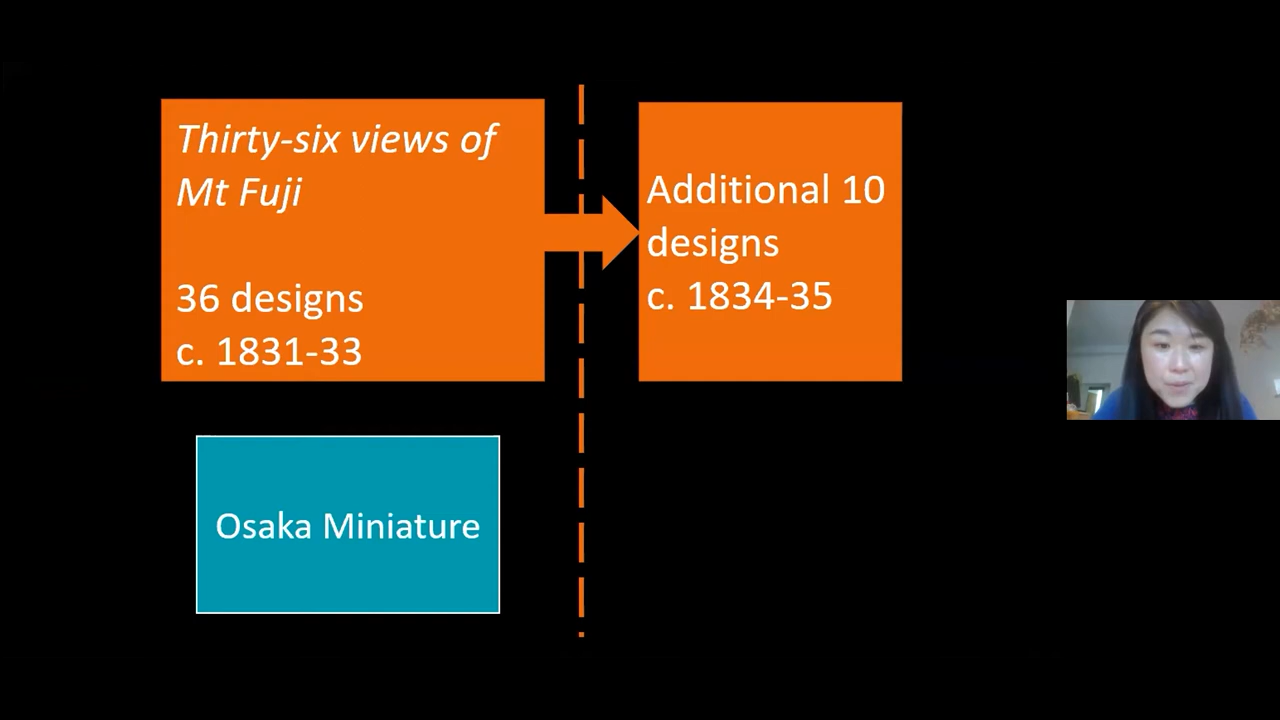 Thirty-six views of
Mt Fuji
36 designs
c. 1831-33
Additional 10
designs
c. 1834-35
Osaka Miniature